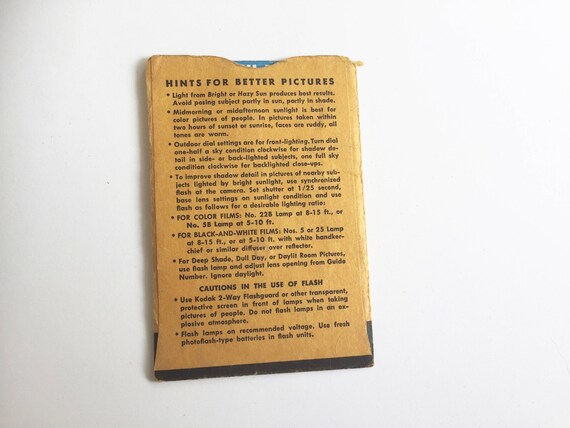 HINTS FOR BETTER PICTURES
• Light from Bright or Hazy Sun produces best results.
Avoid posing subject partly in sun, partly in shade.
• Midmorning or midafternoon sunlight is best for
color pictures of people. In pictures taken within
two hours of sunset or sunrise, faces are ruddy, all
tones are warm.
• Outdoor dial settings are for front-lighting. Turn dial
one-half a sky condition clockwise for shadow de-
tail in side- or back-lighted subjects, one full sky
condition clockwise for backlighted close-ups.
• To improve shadow detail in pictures of nearby sub-
jects lighted by bright sunlight, use synchronized
flash at the camera. Set shutter at 1/25 second,
base lens settings on sunlight condition and use
flash as follows for a desirable lighting ratio:
• FOR COLOR FILMS: No. 22B Lamp at 8-15 ft., or
No. 5B Lamp at 5-10 ft.
• FOR BLACK-AND-WHITE FILMS: Nos. 5 or 25 Lamp
at 8-15 ft., or at 5-10 ft. with white handker-
chief or similar diffuser over reflector.
• For Deep Shade, Dull Day, or Daylit Room Pictures,
use flash lamp and adjust lens opening from Guide
Number. Ignore daylight.
CAUTIONS IN THE USE OF FLASH
• Use Kodak 2-Way Flashguard or other transparent,
protective screen in front of lamps when taking
pictures of people. Do not flash lamps in an ex-
plosive atmosphere.
• Flash lamps on recommended voltage. Use fresh
photoflash-type batteries in flash units.